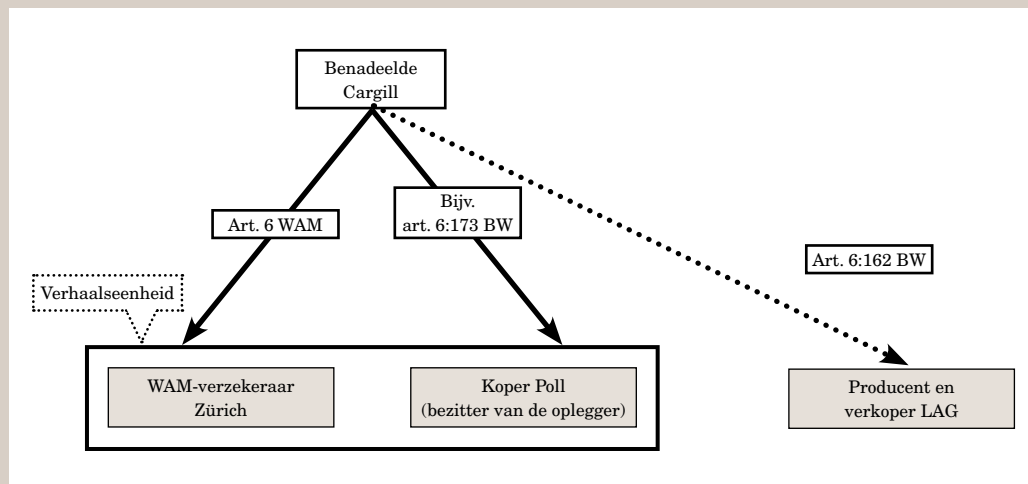 Benadeelde
Cargill
Art. 6 WAM
Bijv.
art. 6:173 BW
Art. 6:162 BW
Verhaalseenheid
WAM-verzekeraar
Zürich
Koper Poll
(bezitter van de oplegger)
Producent en
verkoper LAG